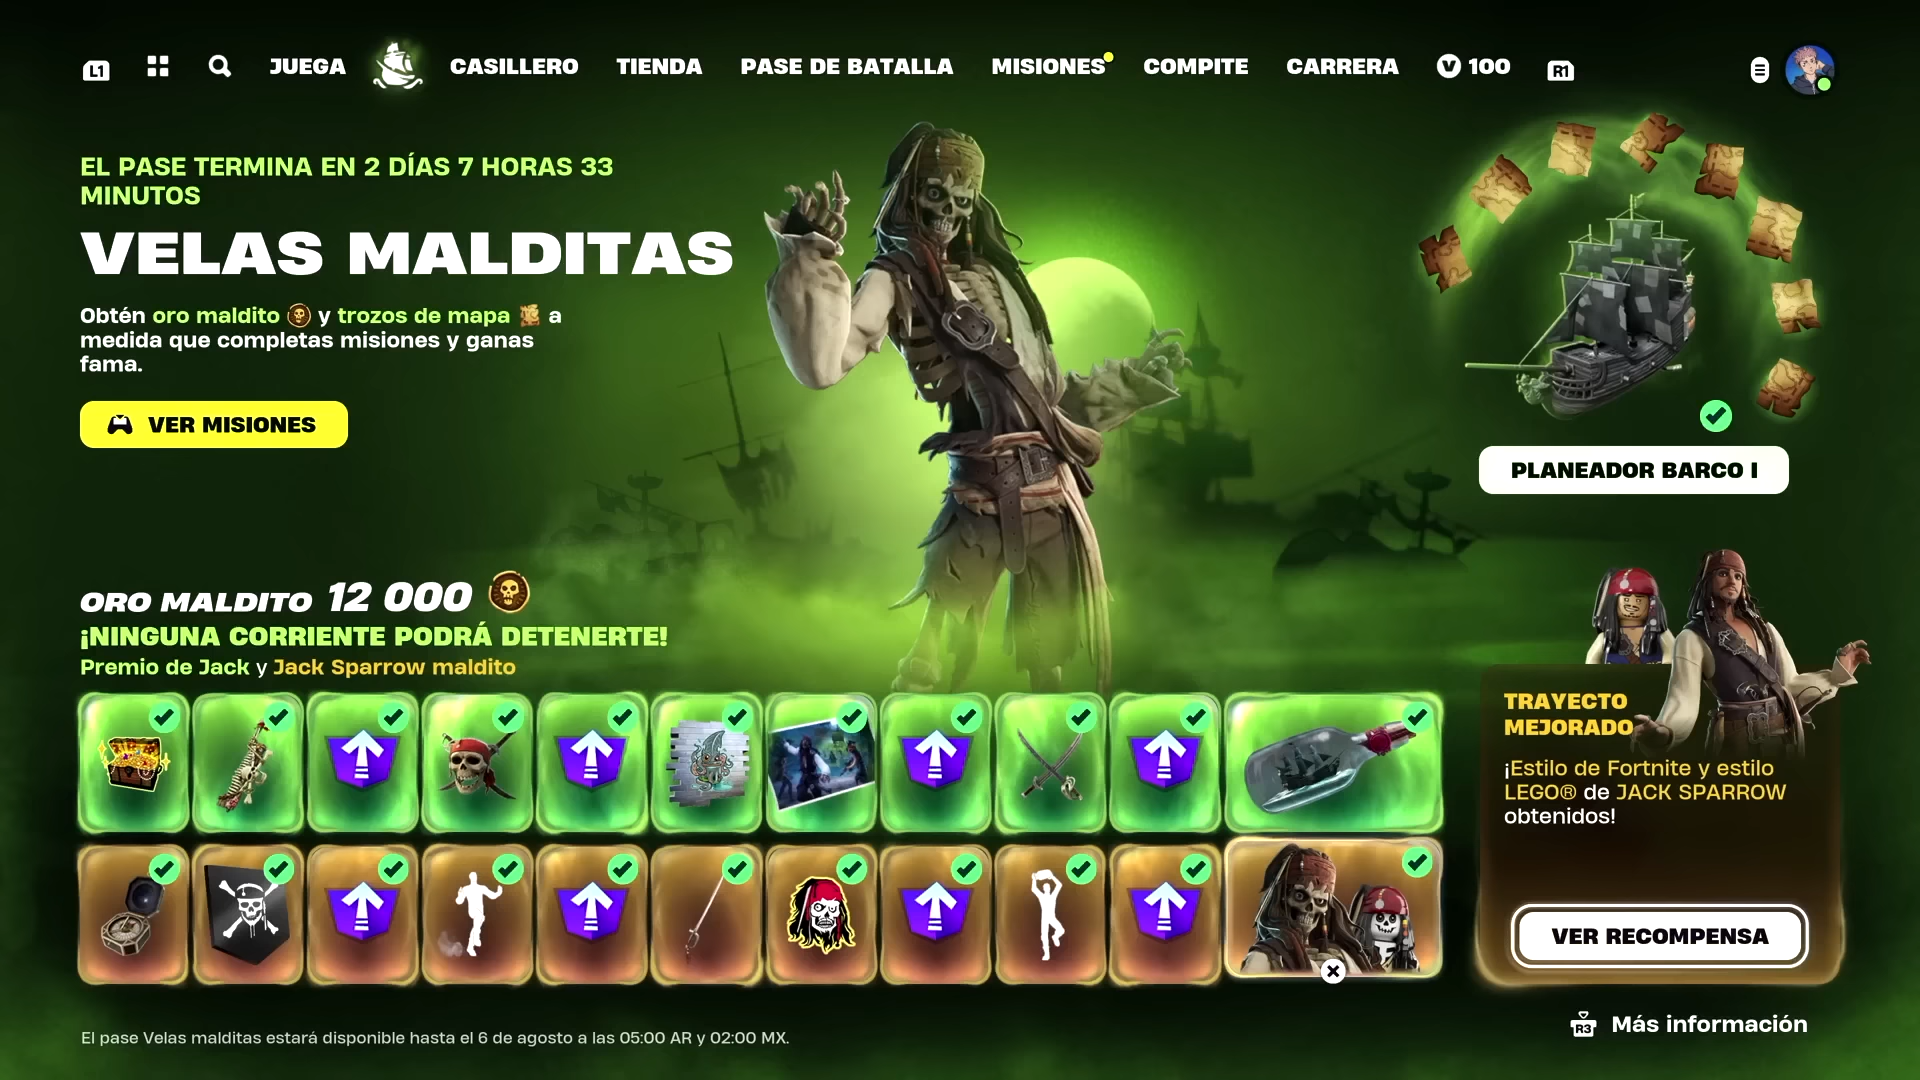 L1 JUEGA CASILLERO TIENDA PASE DE BATALLA MISIONES COMPITE CARRERA V 100 R1
EL PASE TERMINA EN 2 DÍAS 7 HORAS 33
MINUTOS
VELAS MALDITAS
Obtén oro maldito y trozos de mapa a
medida que completas misiones y ganas
fama.
VER MISIONES
PLANEADOR BARCO I
ORO MALDITO 12 000
¡NINGUNA CORRIENTE PODRÁ DETENERTE!
Premio de Jack y Jack Sparrow maldito
TRAYECTO
MEJORADO
¡Estilo de Fortnite y estilo
LEGO® de JACK SPARROW
obtenidos!
VER RECOMPENSA
R3 Más información
El pase Velas malditas estará disponible hasta el 6 de agosto a las 05:00 AR y 02:00 MX.